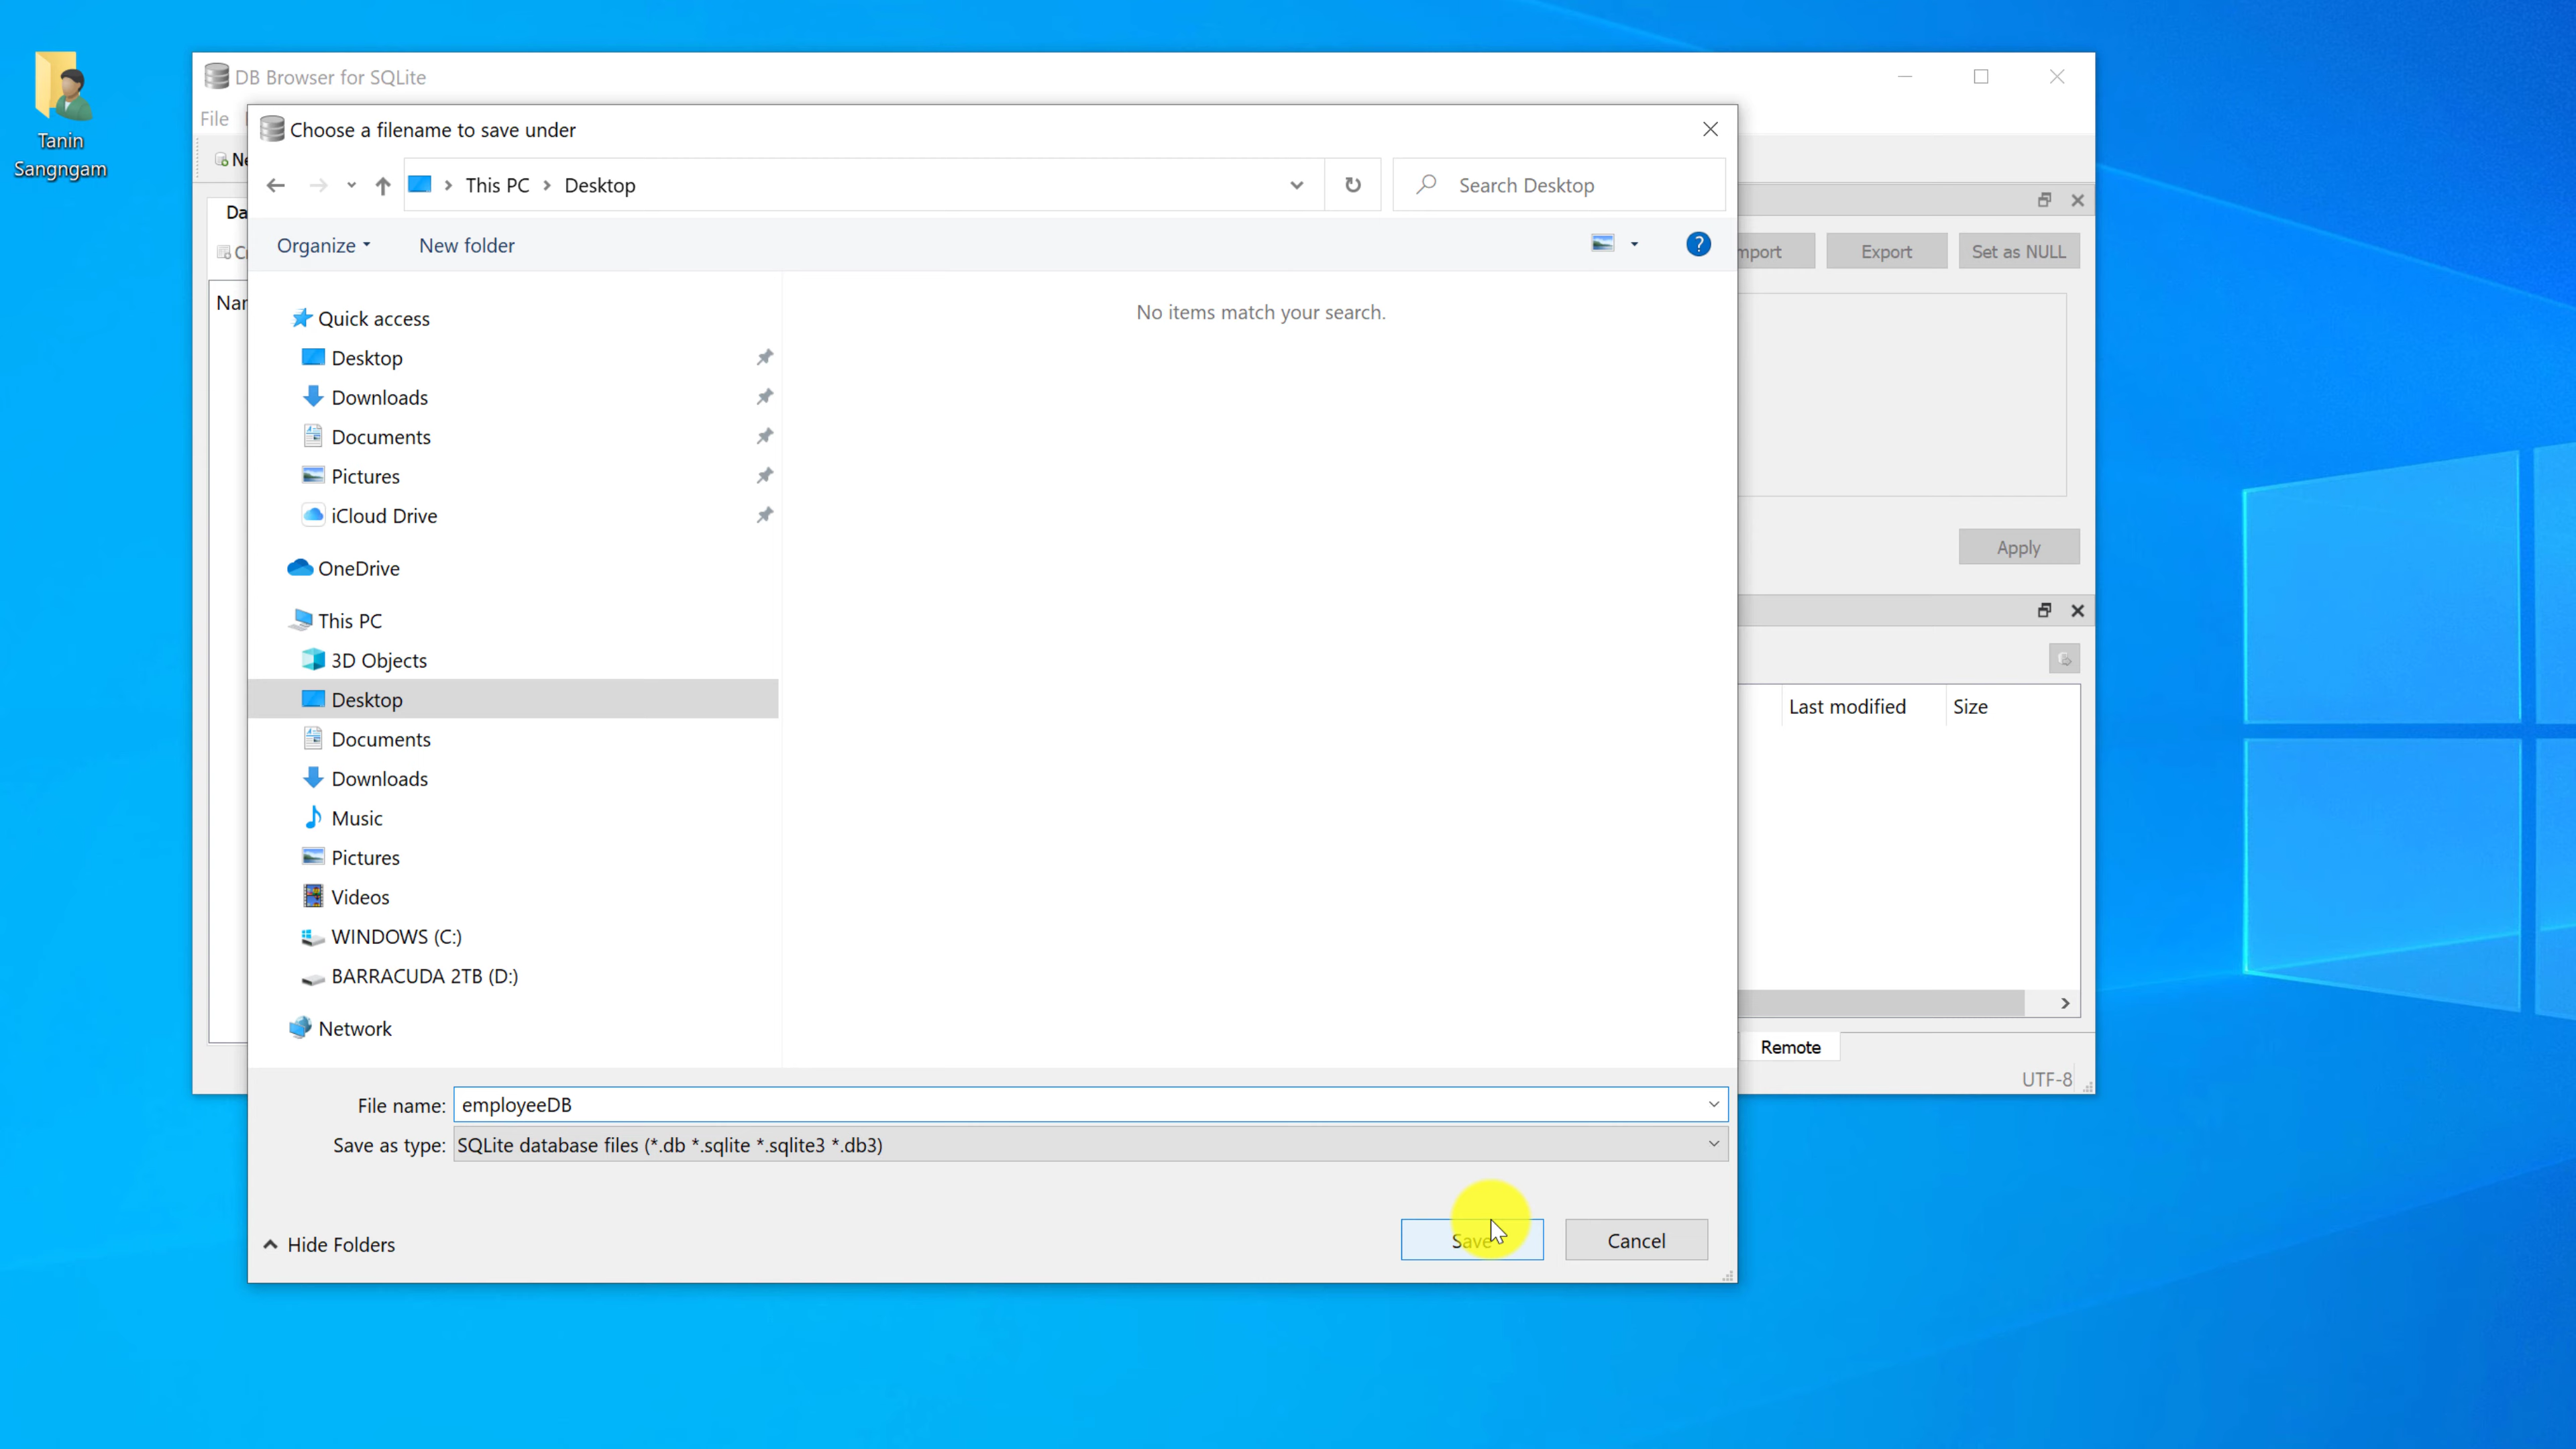 Tanin
Sangngam
DB Browser for SQLite
File
Choose a filename to save under
This PC
Desktop
Search Desktop
Organize
New folder
Import
Export
Set as NULL
No items match your search.
Quick access
Desktop
Downloads
Documents
Pictures
iCloud Drive
OneDrive
Apply
This PC
3D Objects
Desktop
Last modified
Size
Documents
Downloads
Music
Pictures
Videos
WINDOWS (C:)
BARRACUDA 2TB (D:)
Network
Remote
UTF-8
File name: employeeDB
Save as type: SQLite database files (*.db *.sqlite *.sqlite3 *.db3)
Hide Folders
Save
Cancel